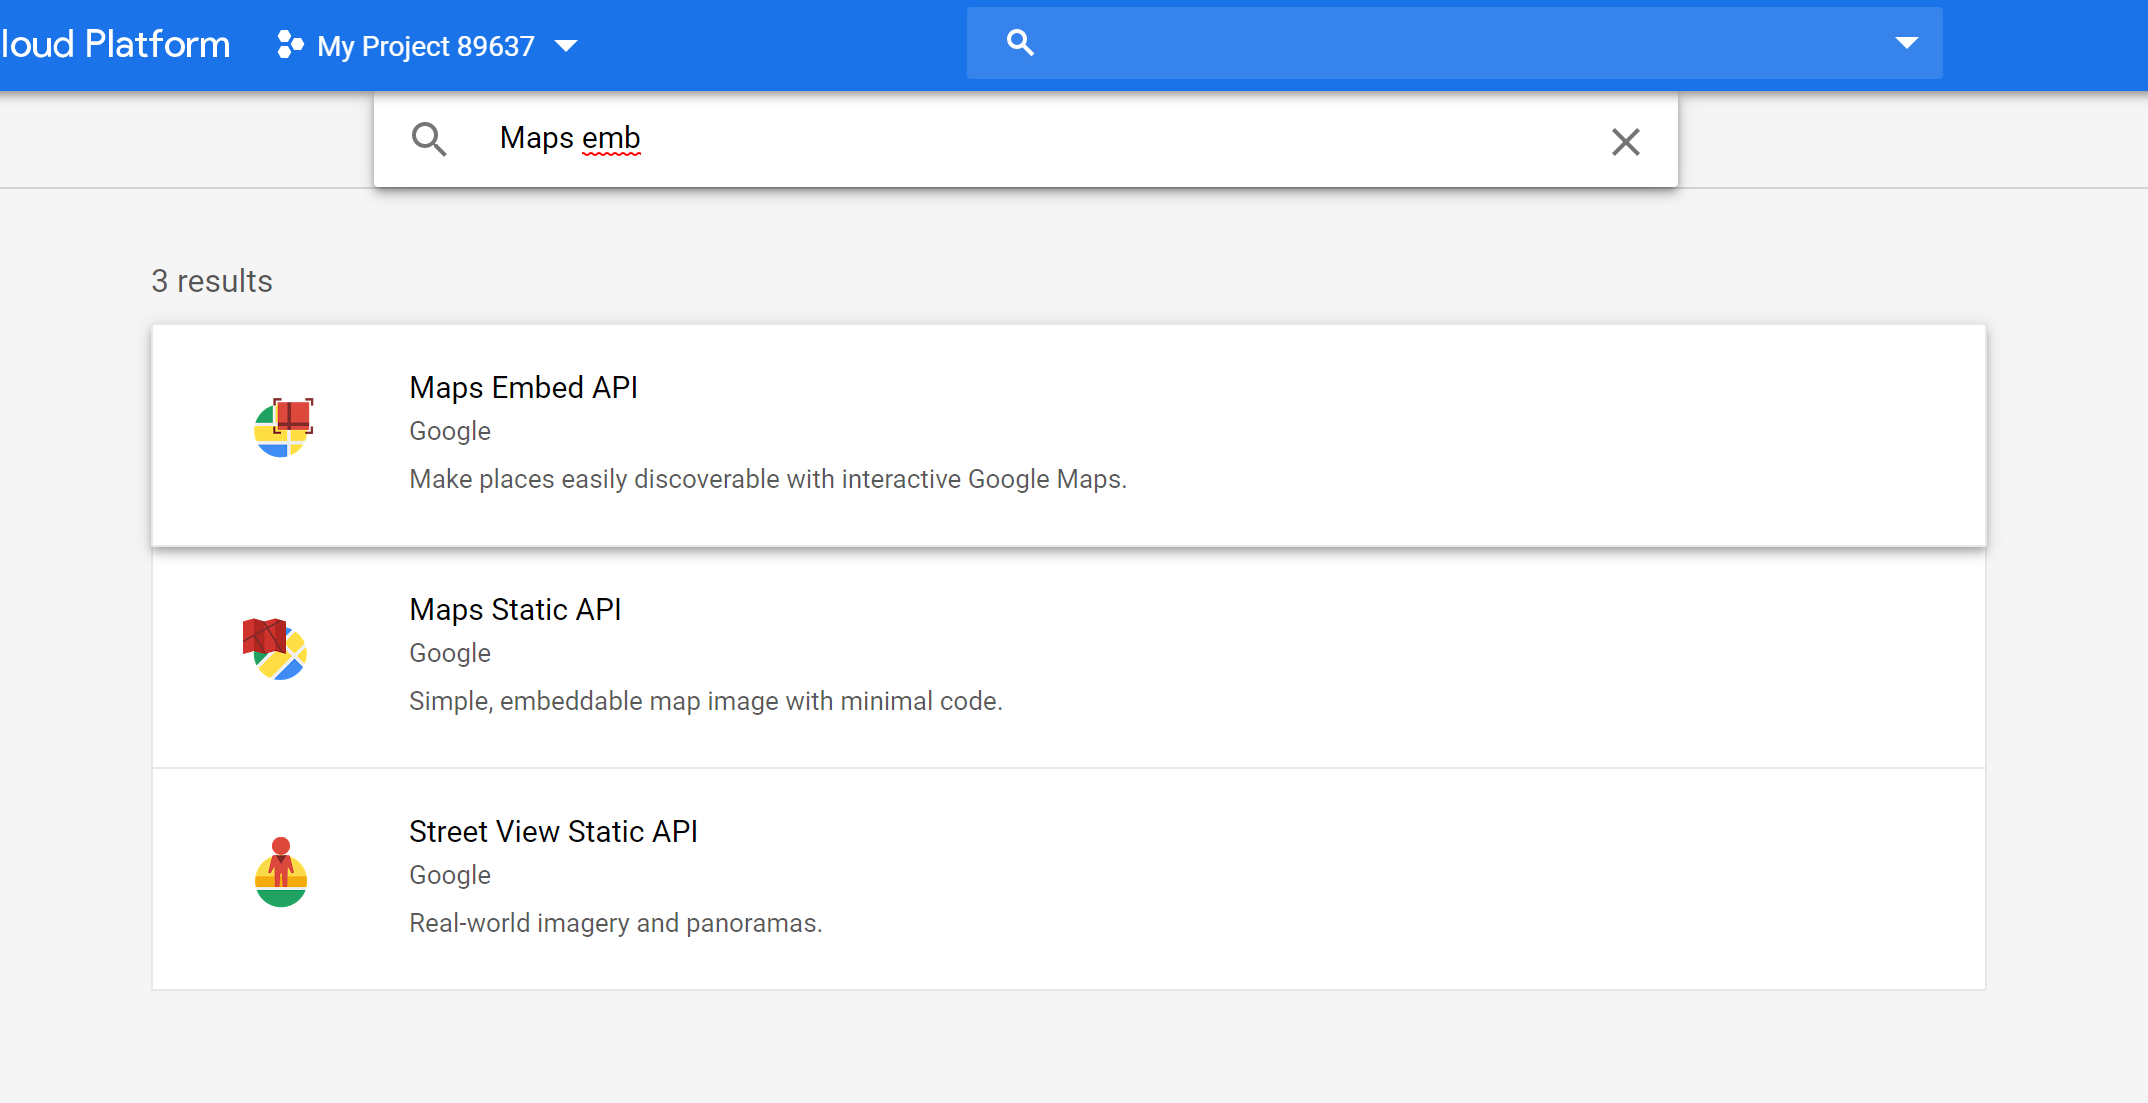 loud Platform
My Project 89637
Maps emb
3 results
Maps Embed API
Google
Make places easily discoverable with interactive Google Maps.
Maps Static API
Google
Simple, embeddable map image with minimal code.
Street View Static API
Google
Real-world imagery and panoramas.